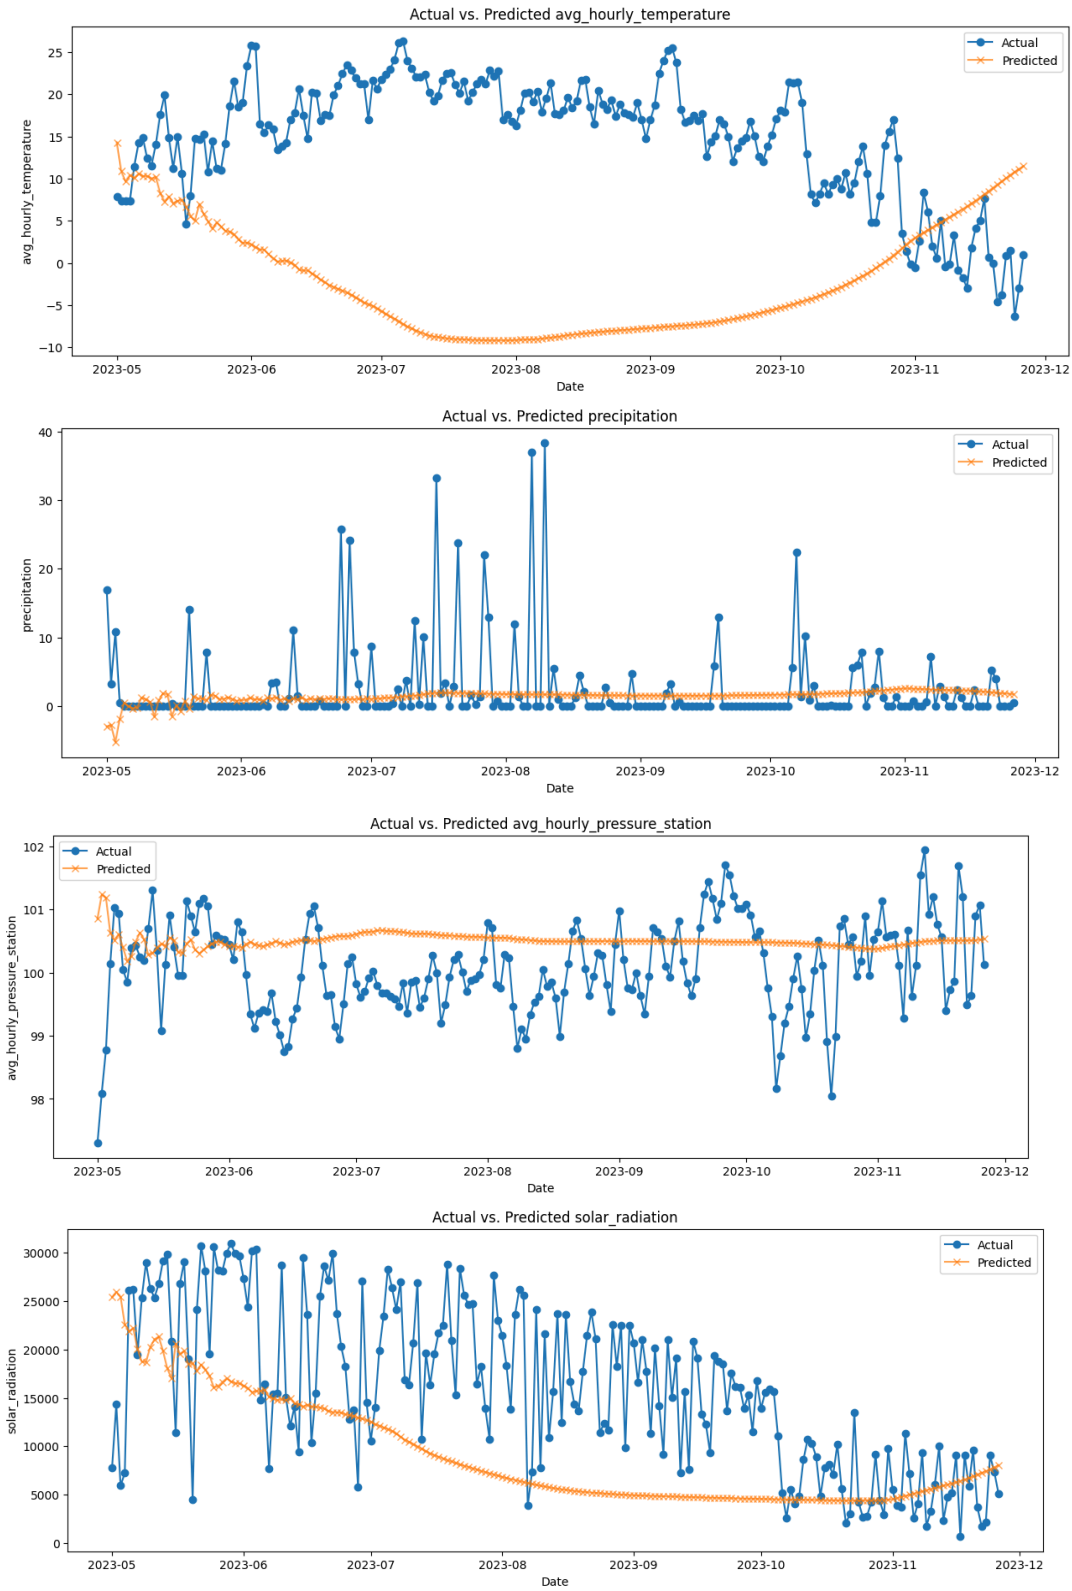 Actual vs. Predicted avg_hourly_temperature
Actual
Predicted
avg_hourly_temperature
25
20
15
10
5
0
−5
−10
2023-05 2023-06 2023-07 2023-08 2023-09 2023-10 2023-11 2023-12
Date
Actual vs. Predicted precipitation
Actual
Predicted
precipitation
40
30
20
10
0
2023-05 2023-06 2023-07 2023-08 2023-09 2023-10 2023-11 2023-12
Date
Actual vs. Predicted avg_hourly_pressure_station
Actual
Predicted
avg_hourly_pressure_station
102
101
100
99
98
2023-05 2023-06 2023-07 2023-08 2023-09 2023-10 2023-11 2023-12
Date
Actual vs. Predicted solar_radiation
Actual
Predicted
solar_radiation
30000
25000
20000
15000
10000
5000
0
2023-05 2023-06 2023-07 2023-08 2023-09 2023-10 2023-11 2023-12
Date